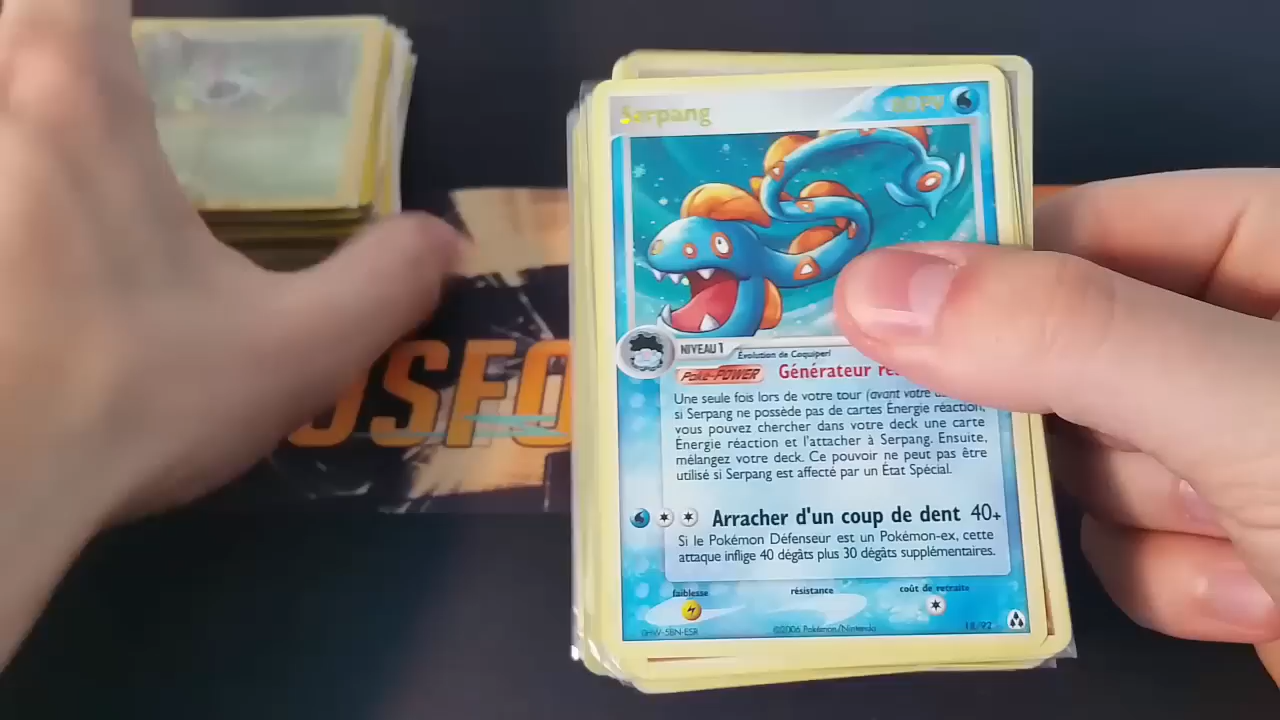 Serpang
NIVEAU 1
Évolution de Coquiperl
Poké-POWER Générateur
Une seule fois lors de votre tour (avant votre
si Serpang ne possède pas de cartes Énergie réaction,
vous pouvez chercher dans votre deck une carte
Énergie réaction et l'attacher à Serpang. Ensuite,
mélangez votre deck. Ce pouvoir ne peut pas être
utilisé si Serpang est affecté par un État Spécial.
Arracher d'un coup de dent 40+
Si le Pokémon Défenseur est un Pokémon-ex, cette
attaque inflige 40 dégâts plus 30 dégâts supplémentaires.
faiblesse résistance coût de retraite
©2006 Pokémon/Nintendo 18/92